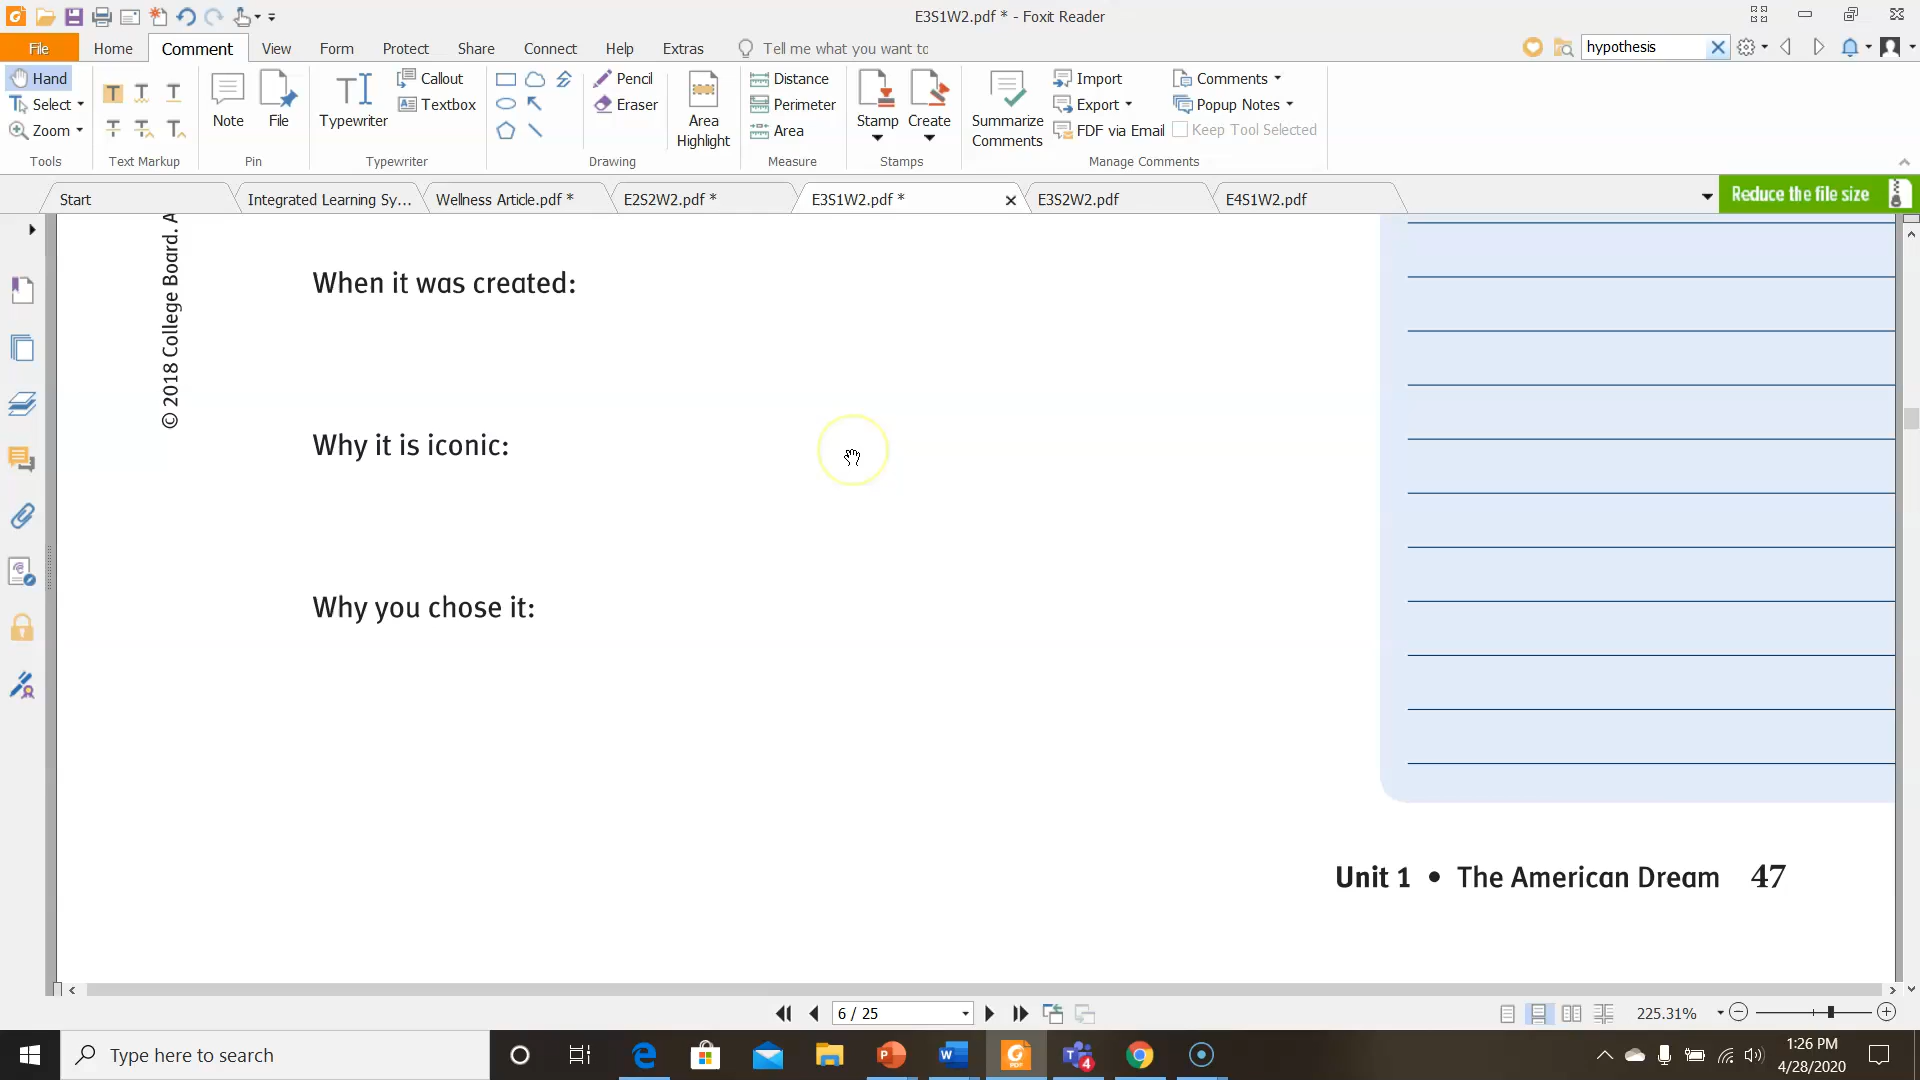 E3S1W2.pdf * - Foxit Reader
File Home Comment View Form Protect Share Connect Help Extras Tell me what you want to hypothesis
Hand
Select
Zoom
Tools
Text Markup
Note
File
Pin
Typewriter
Callout
Textbox
Typewriter
Pencil
Eraser
Drawing
Area
Highlight
Distance
Perimeter
Area
Measure
Stamp
Create
Stamps
Summarize
Comments
Import
Export
FDF via Email
Comments
Popup Notes
Keep Tool Selected
Manage Comments
Start Integrated Learning Sy... Wellness Article.pdf * E2S2W2.pdf * E3S1W2.pdf * E3S2W2.pdf E4S1W2.pdf Reduce the file size
© 2018 College Board. A
When it was created:
Why it is iconic:
Why you chose it:
Unit 1 • The American Dream 47
6 / 25
225.31%
Type here to search
4
1:26 PM
4/28/2020